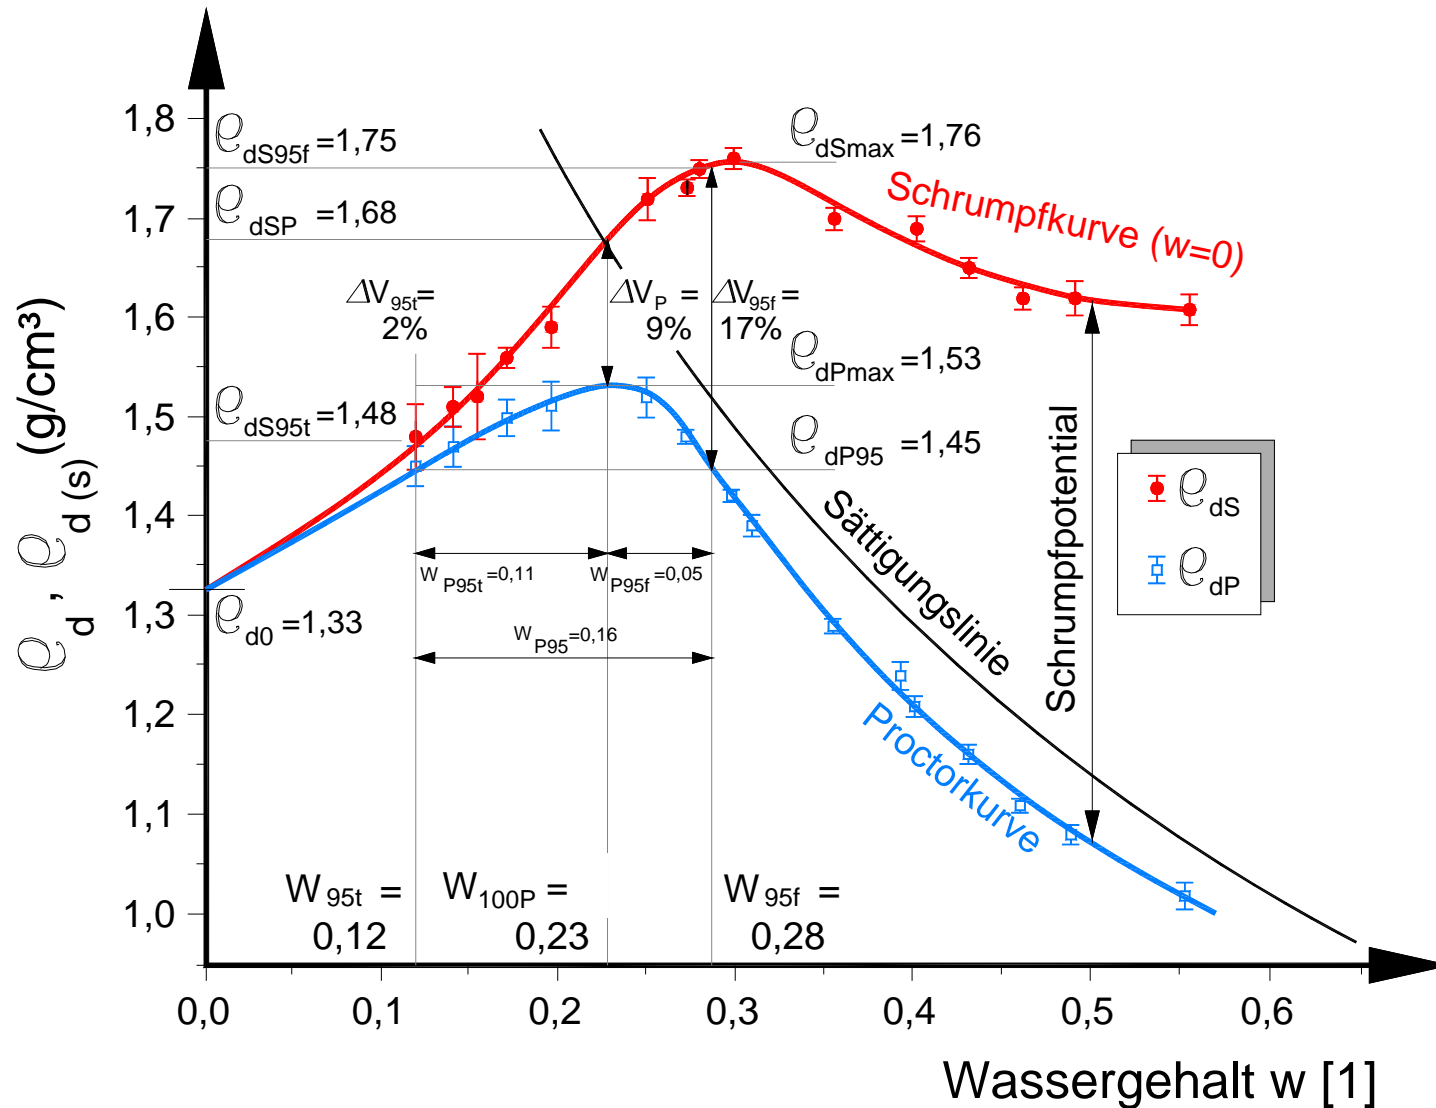 ϱd , ϱd (s) (g/cm³)
1,8
1,7
1,6
1,5
1,4
1,3
1,2
1,1
1,0
ϱdS95f =1,75
ϱdSP =1,68
ϱdS95t =1,48
ϱd0 =1,33
ϱdSmax =1,76
Schrumpfkurve (w=0)
ΔV95t=
2%
ΔVP =
9%
ΔV95f=
17%
ϱdPmax =1,53
ϱdP95 =1,45
WP95t=0,11
WP95f=0,05
WP95=0,16
Sättigungslinie
Proctorkurve
Schrumpfpotential
ϱdS
ϱdP
W95t =
0,12
W100P =
0,23
W95f =
0,28
0,0 0,1 0,2 0,3 0,4 0,5 0,6
Wassergehalt w [1]